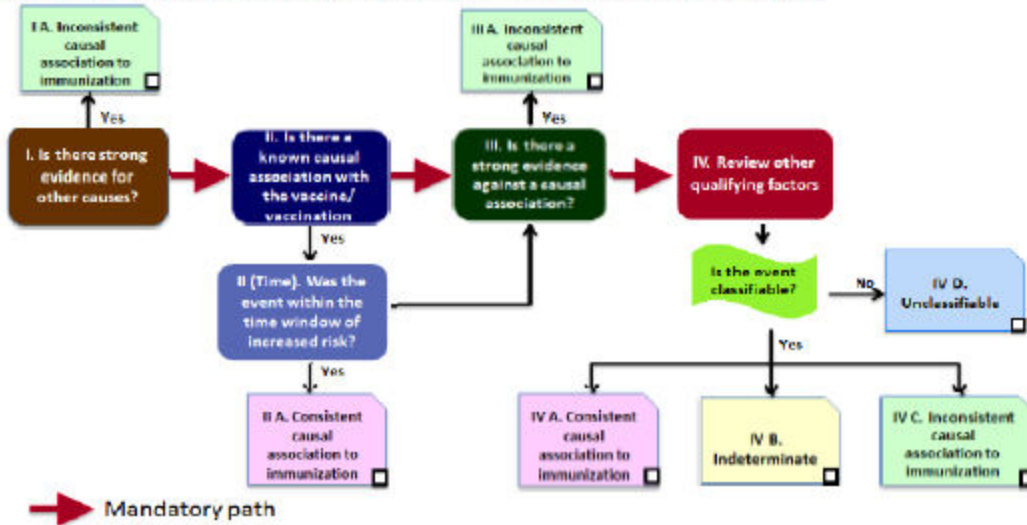 I A. Inconsistent
causal
association to
immunization
III A. Inconsistent
causal
association to
immunization
Yes
Yes
I. Is there strong
evidence for
other causes?
II. Is there a
known causal
association with
the vaccine/
vaccination
III. Is there a
strong evidence
against a causal
association?
IV. Review other
qualifying factors
Yes
II (Time). Was the
event within the
time window of
increased risk?
Is the event
classifiable?
No
IV D.
Unclassifiable
Yes
Yes
II A. Consistent
causal
association to
immunization
IV A. Consistent
causal
association to
immunization
IV B.
Indeterminate
IV C. Inconsistent
causal
association to
immunization
Mandatory path